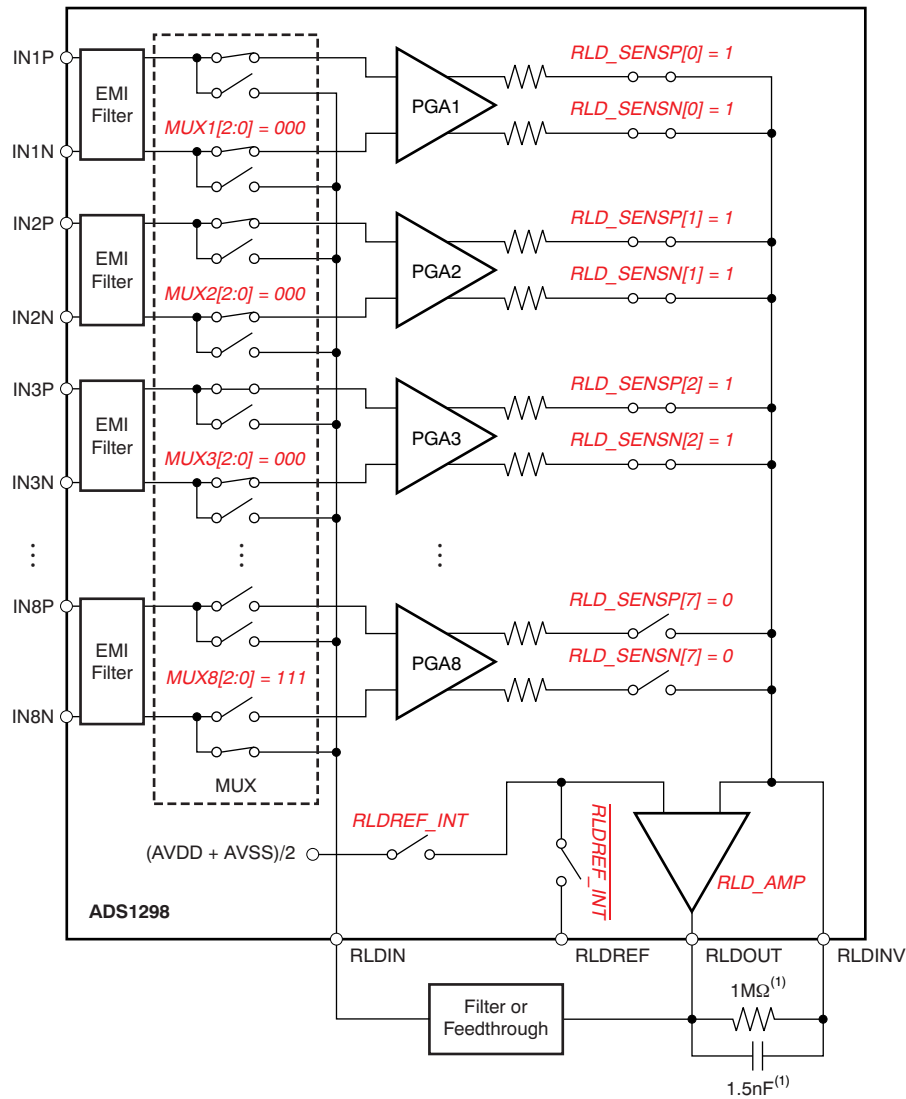 IN1P
EMI
Filter
IN1N
MUX1[2:0] = 000
PGA1
RLD_SENSP[0] = 1
RLD_SENSN[0] = 1
IN2P
EMI
Filter
IN2N
MUX2[2:0] = 000
PGA2
RLD_SENSP[1] = 1
RLD_SENSN[1] = 1
IN3P
EMI
Filter
IN3N
MUX3[2:0] = 000
PGA3
RLD_SENSP[2] = 1
RLD_SENSN[2] = 1
IN8P
EMI
Filter
IN8N
MUX8[2:0] = 111
PGA8
RLD_SENSP[7] = 0
RLD_SENSN[7] = 0
MUX
(AVDD + AVSS)/2
RLDREF_INT
RLDREF_INT
RLD_AMP
ADS1298
RLDIN
RLDREF
RLDOUT
RLDINV
Filter or
Feedthrough
1MΩ(1)
1.5nF(1)